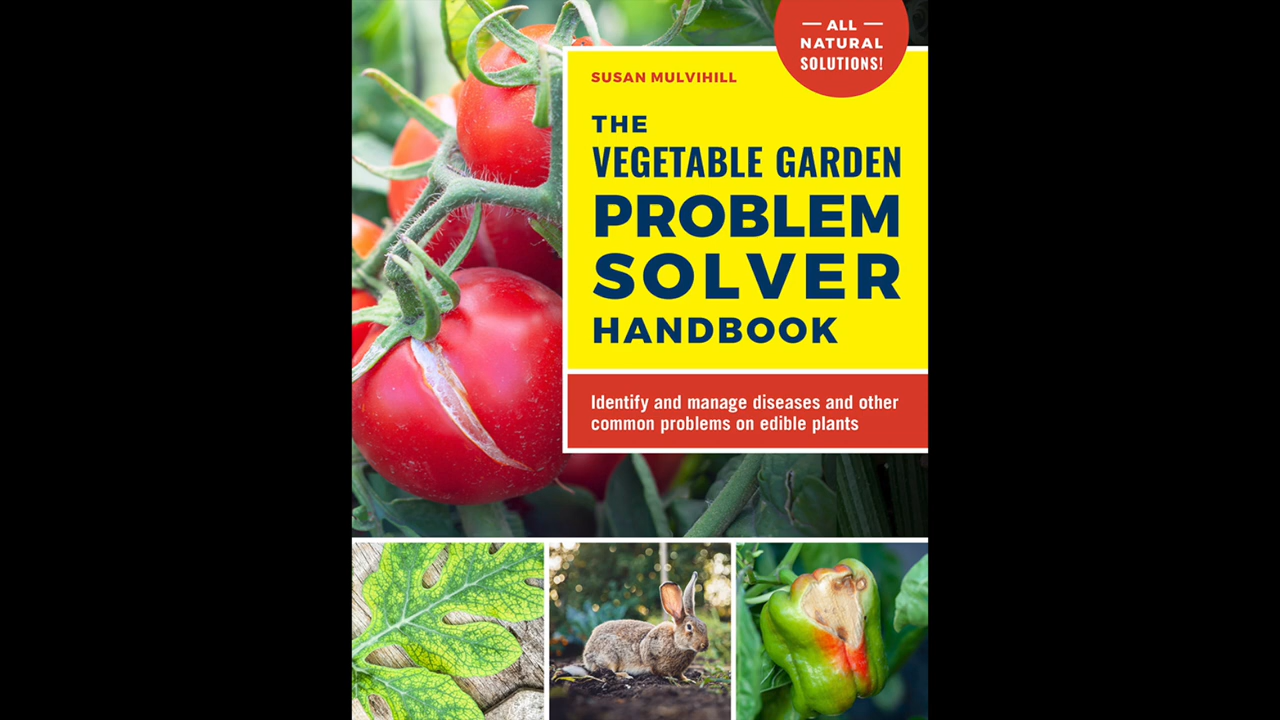 — ALL —
NATURAL
SOLUTIONS!
SUSAN MULVIHILL
THE
VEGETABLE GARDEN
PROBLEM
SOLVER
HANDBOOK
Identify and manage diseases and other
common problems on edible plants